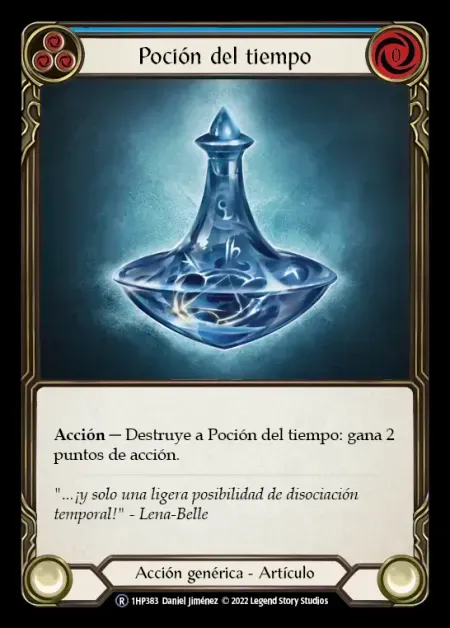 Poción del tiempo
0
Acción — Destruye a Poción del tiempo: gana 2
puntos de acción.
"...¡y solo una ligera posibilidad de disociación
temporal!" - Lena-Belle
Acción genérica - Artículo
R 1HP383 Daniel Jiménez © 2022 Legend Story Studios